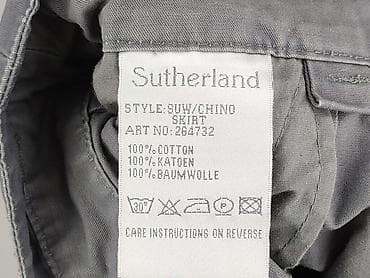 Sutherland
STYLE: SUW/CHINO
SKIRT
ART NO: 264732
100% COTTON
100% KATOEN
100% BAUMWOLLE
30°
CARE INSTRUCTIONS ON REVERSE